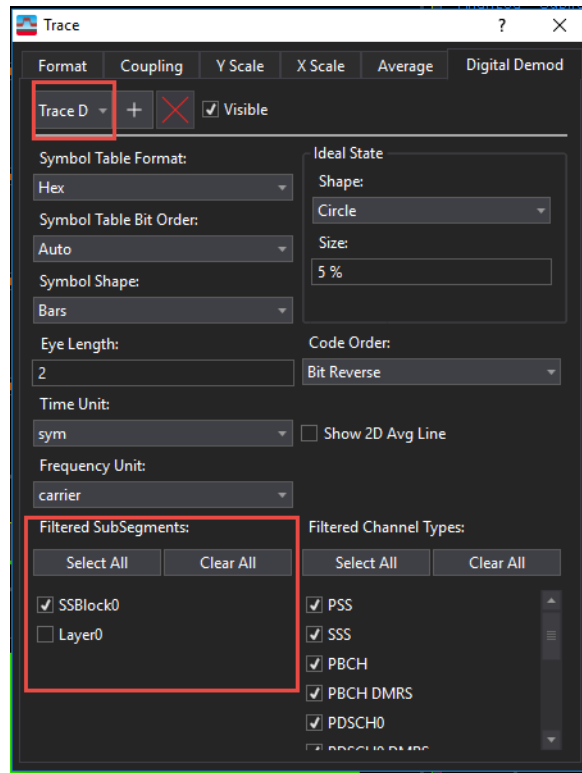 Trace
? ×
Format Coupling Y Scale X Scale Average Digital Demod
Trace D + Visible
Symbol Table Format:
Hex
Symbol Table Bit Order:
Auto
Symbol Shape:
Bars
Eye Length:
2
Time Unit:
sym
Frequency Unit:
carrier
Ideal State
Shape:
Circle
Size:
5 %
Code Order:
Bit Reverse
Show 2D Avg Line
Filtered SubSegments:
Select All Clear All
SSBlock0
Layer0
Filtered Channel Types:
Select All Clear All
PSS
SSS
PBCH
PBCH DMRS
PDSCH0
PDSCH0 DMRS